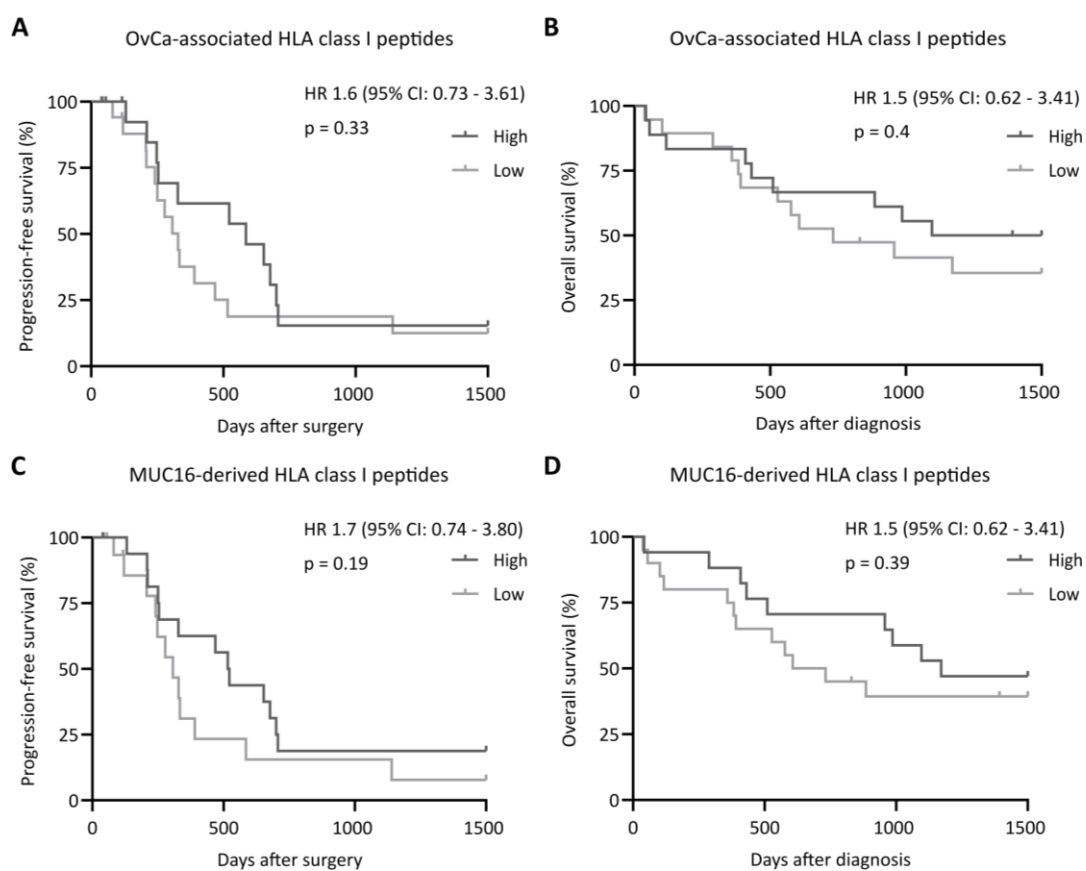 A
OvCa-associated HLA class I peptides
HR 1.6 (95% CI: 0.73 - 3.61)
p = 0.33
High
Low
Progression-free survival (%)
100
75
50
25
0
0 500 1000 1500
Days after surgery
B
OvCa-associated HLA class I peptides
HR 1.5 (95% CI: 0.62 - 3.41)
p = 0.4
High
Low
Overall survival (%)
100
75
50
25
0
0 500 1000 1500
Days after diagnosis
C
MUC16-derived HLA class I peptides
HR 1.7 (95% CI: 0.74 - 3.80)
p = 0.19
High
Low
Progression-free survival (%)
100
75
50
25
0
0 500 1000 1500
Days after surgery
D
MUC16-derived HLA class I peptides
HR 1.5 (95% CI: 0.62 - 3.41)
p = 0.39
High
Low
Overall survival (%)
100
75
50
25
0
0 500 1000 1500
Days after diagnosis